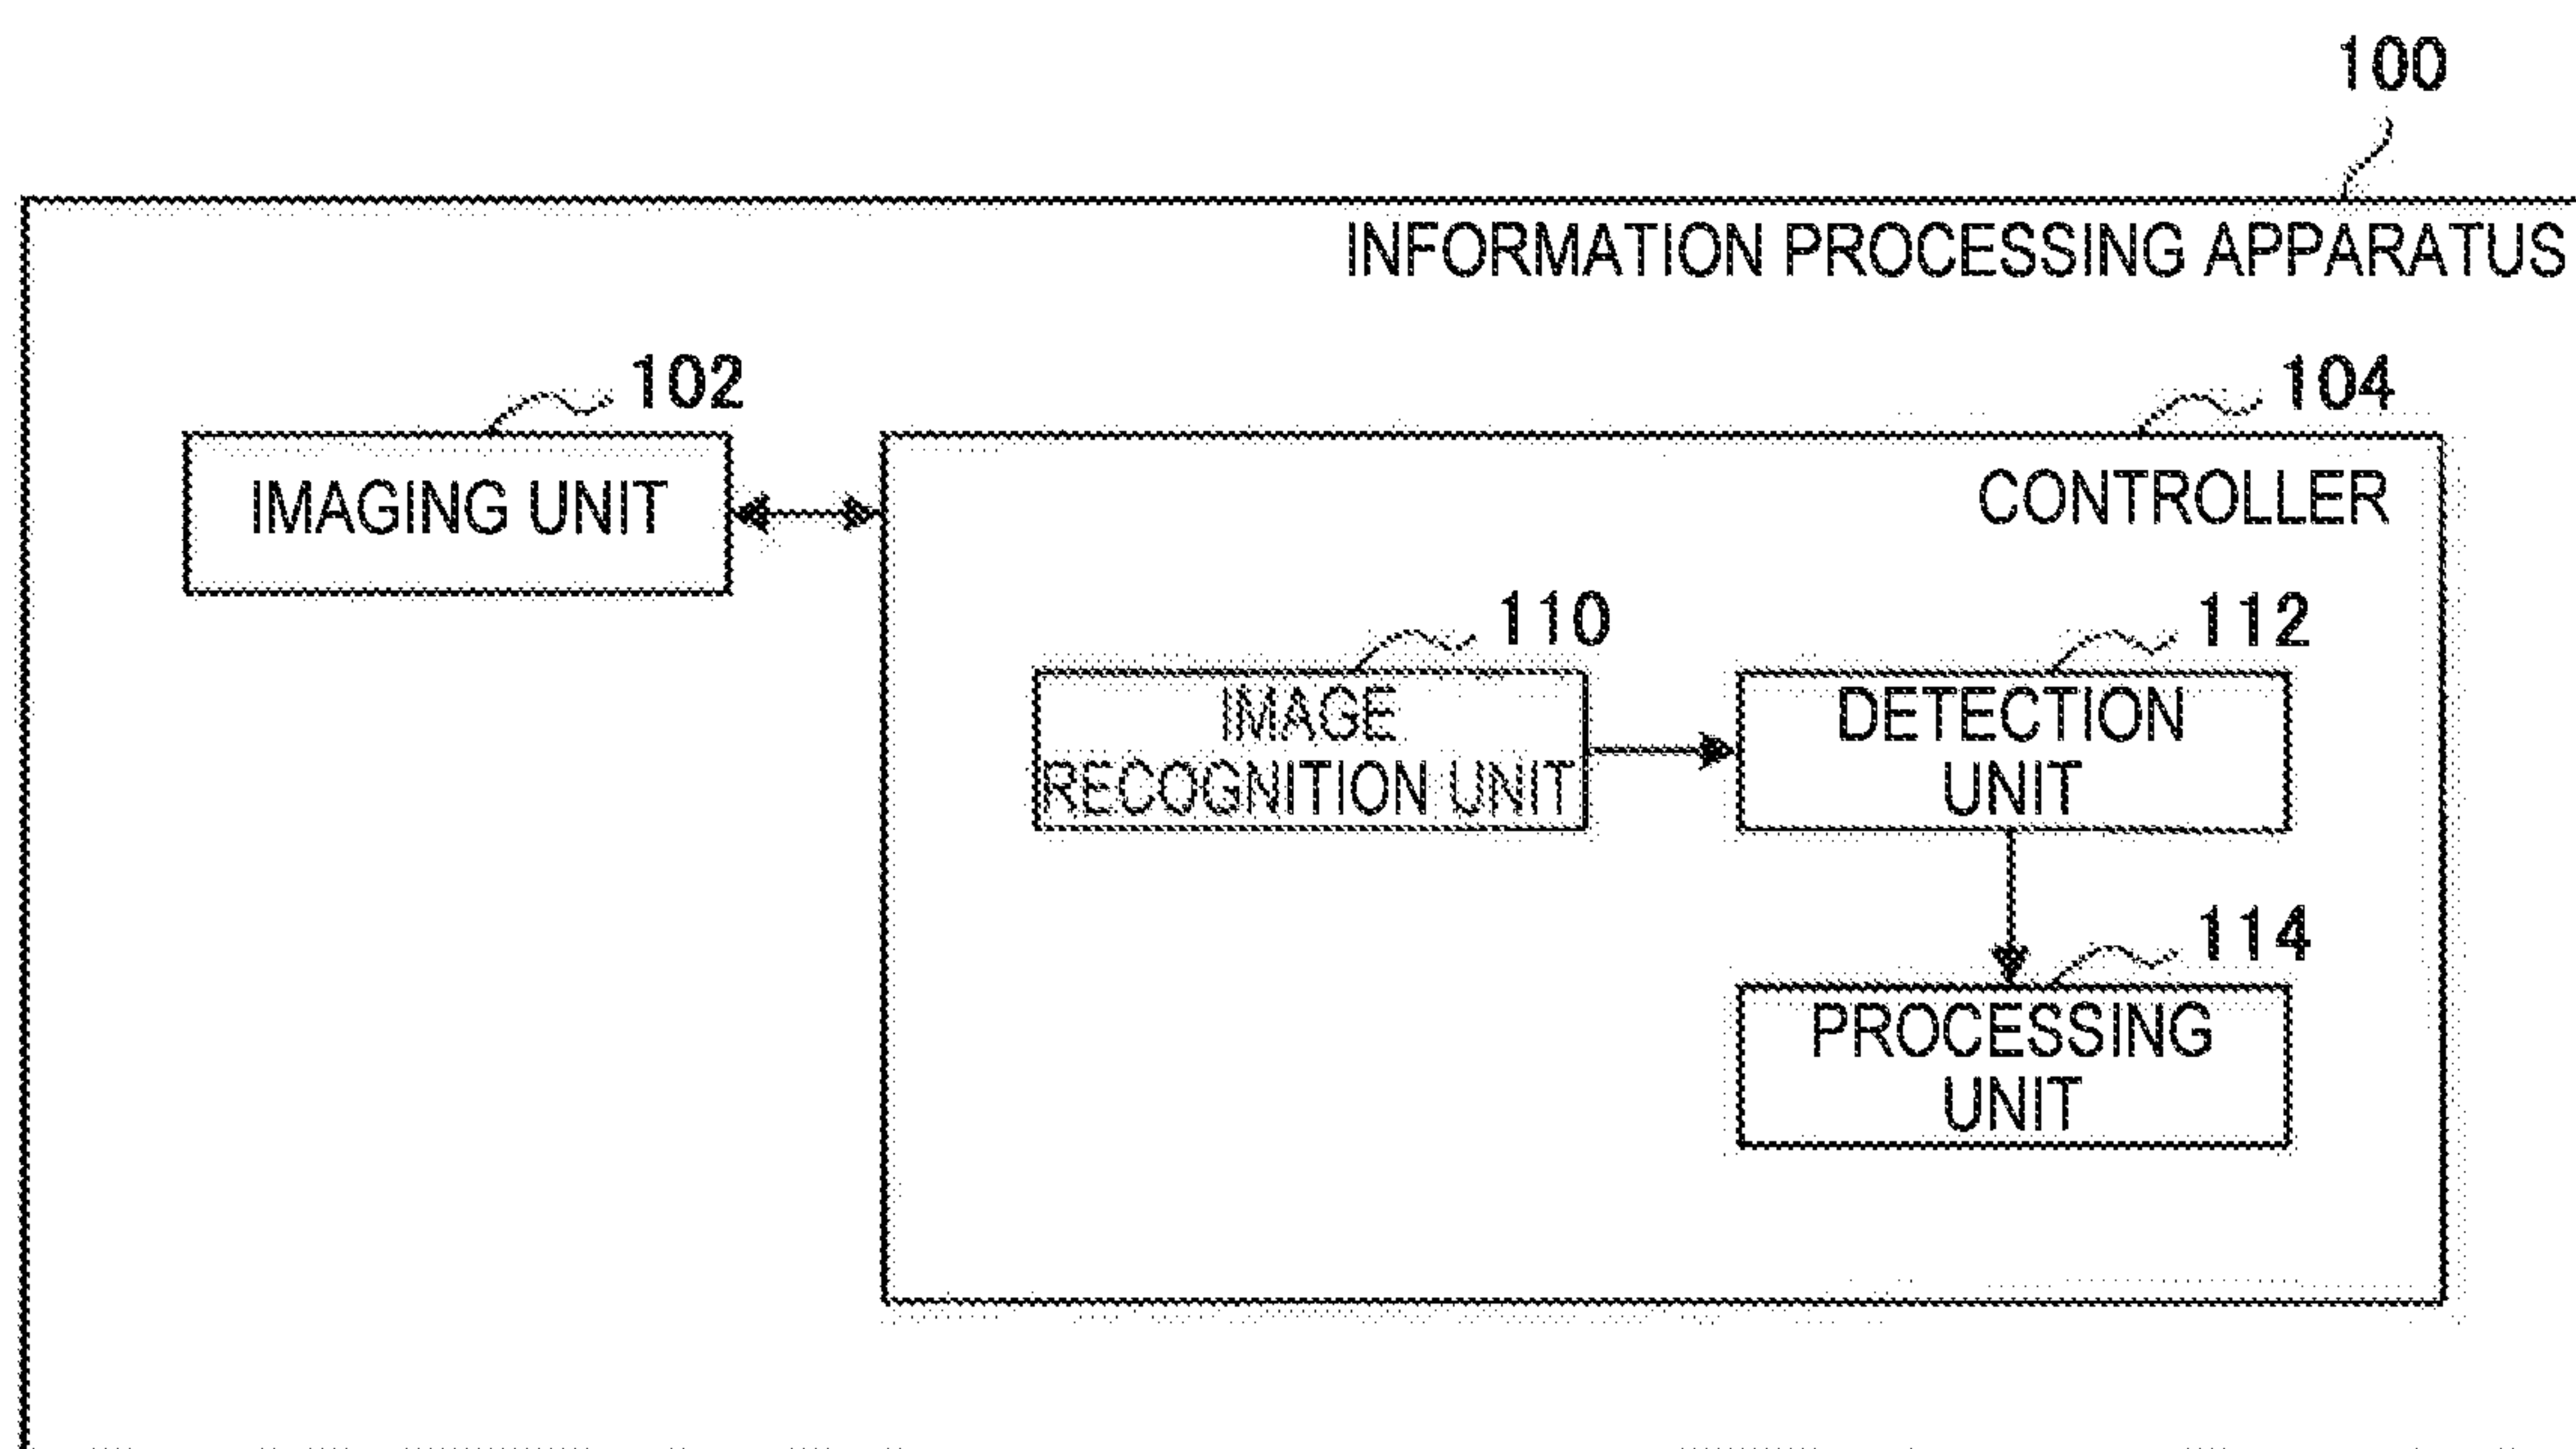 100
INFORMATION PROCESSING APPARATUS
102
104
IMAGING UNIT
CONTROLLER
110
112
IMAGE
RECOGNITION UNIT
DETECTION
UNIT
114
PROCESSING
UNIT